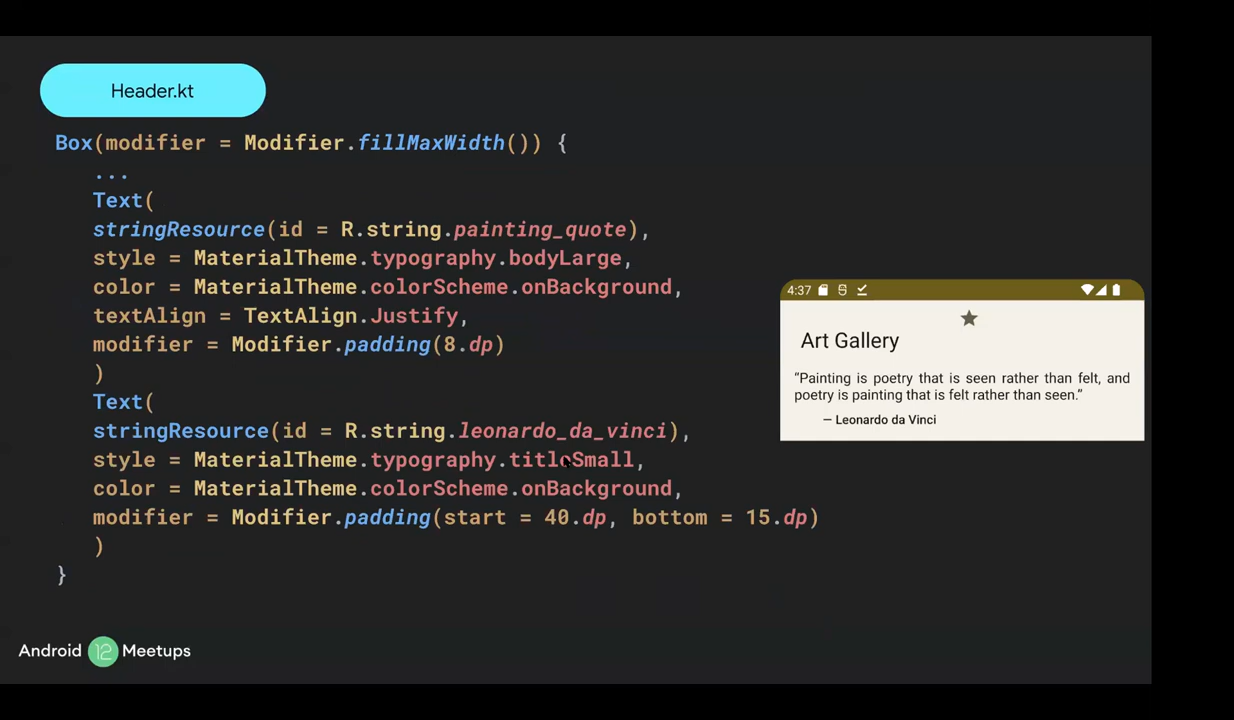 Header.kt
Box(modifier = Modifier.fillMaxWidth()) {
...
Text(
stringResource(id = R.string.painting_quote),
style = MaterialTheme.typography.bodyLarge,
color = MaterialTheme.colorScheme.onBackground,
textAlign = TextAlign.Justify,
modifier = Modifier.padding(8.dp)
)
Text(
stringResource(id = R.string.leonardo_da_vinci),
style = MaterialTheme.typography.titleSmall,
color = MaterialTheme.colorScheme.onBackground,
modifier = Modifier.padding(start = 40.dp, bottom = 15.dp)
)
}
4:37
Art Gallery
“Painting is poetry that is seen rather than felt, and
poetry is painting that is felt rather than seen.”
— Leonardo da Vinci
Android 12 Meetups